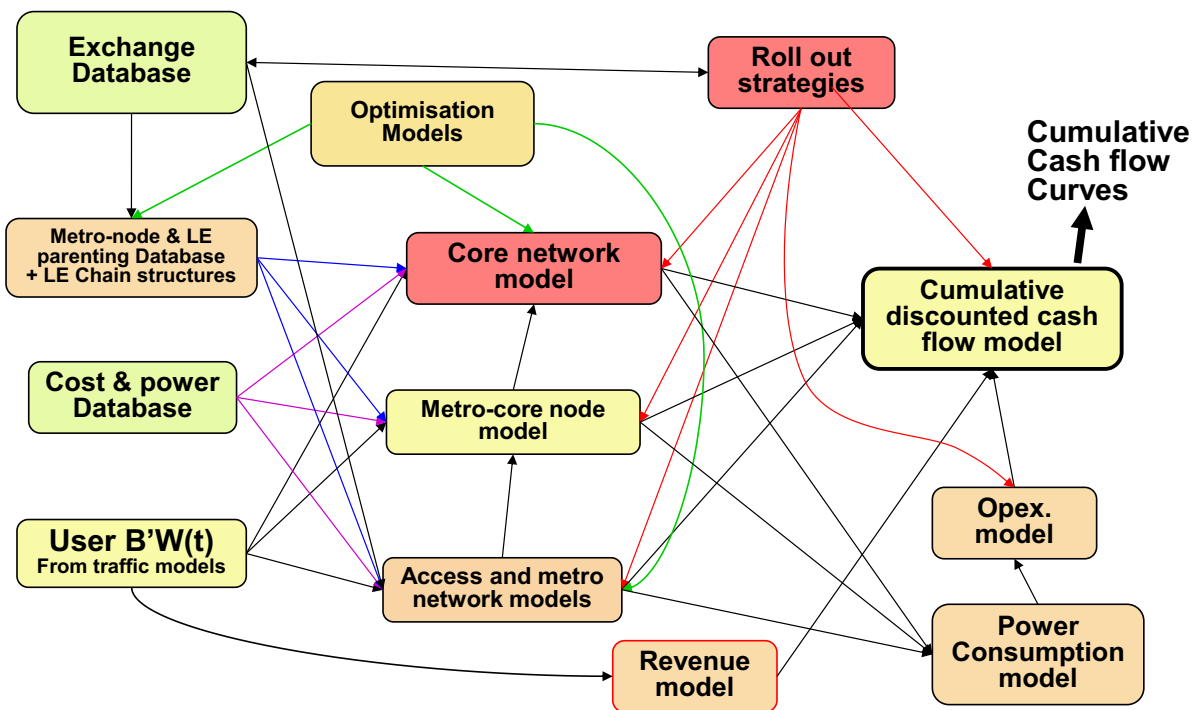 Exchange
Database
Roll out
strategies
Optimisation
Models
Cumulative
Cash flow
Curves
Metro-node & LE
parenting Database
+ LE Chain structures
Core network
model
Cumulative
discounted cash
flow model
Cost & power
Database
Metro-core node
model
User B'W(t)
From traffic models
Opex.
model
Access and metro
network models
Power
Consumption
model
Revenue
model